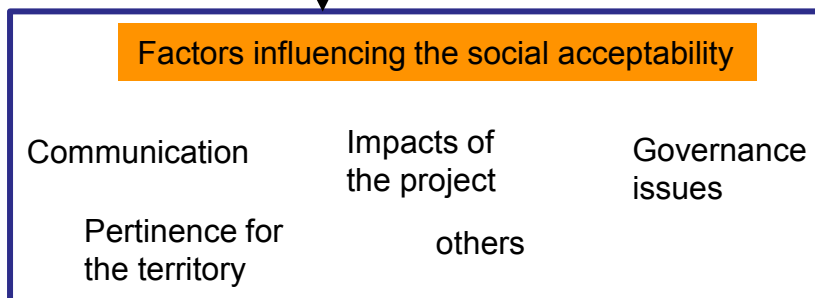 Factors influencing the social acceptability
Communication
Impacts of
the project
Governance
issues
Pertinence for
the territory
others